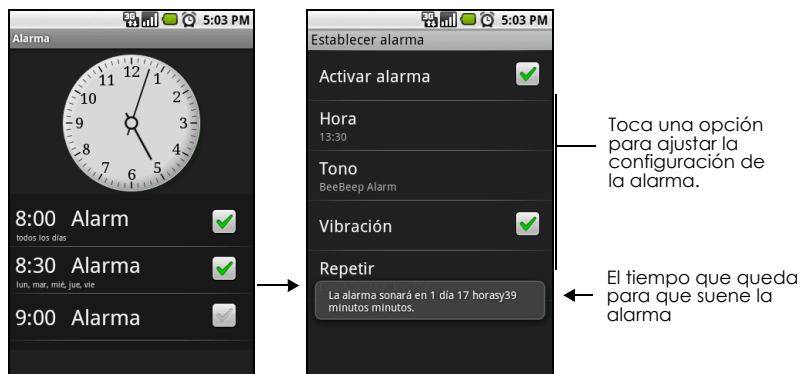 3G 5:03 PM
Alarma
12
1
2
3
4
5
6
7
8
9
10
11
8:00 Alarm
todos los días
8:30 Alarma
lun, mar, mié, jue, vie
9:00 Alarma
3G 5:03 PM
Establecer alarma
Activar alarma
Hora
13:30
Tono
BeeBeep Alarm
Vibración
Repetir
La alarma sonará en 1 día 17 horasy39
minutos minutos.
Toca una opción
para ajustar la
configuración de
la alarma.
El tiempo que queda
para que suene la
alarma